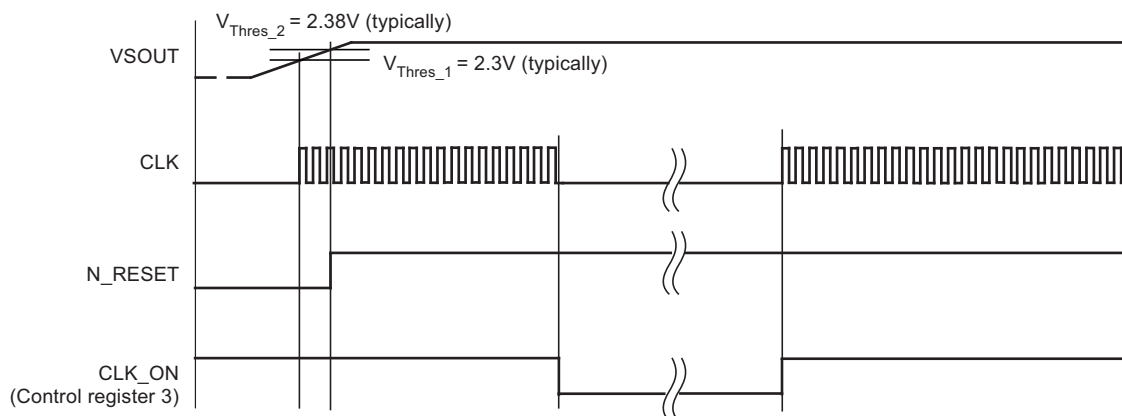 V_Thres_2 = 2.38V (typically)
VSOUT
V_Thres_1 = 2.3V (typically)
CLK
N_RESET
CLK_ON
(Control register 3)